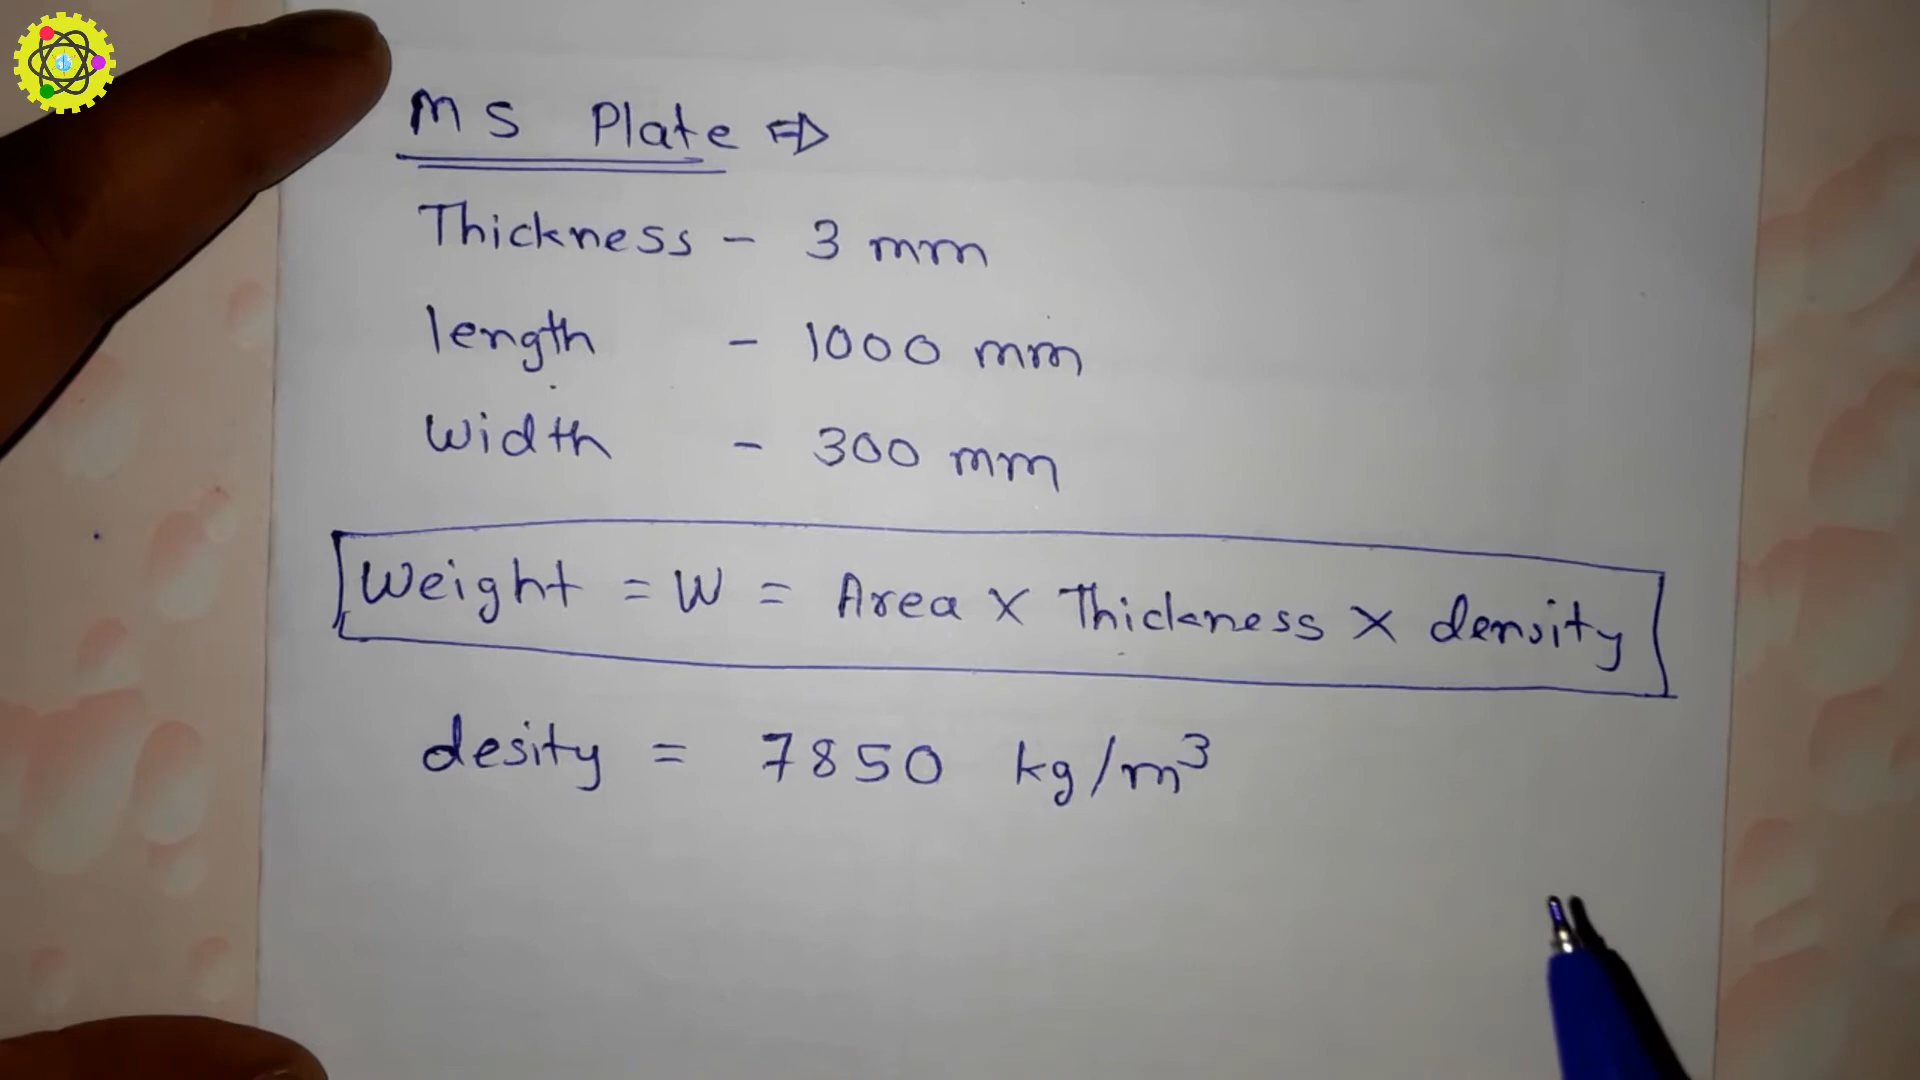 MS Plate ⇒
Thickness - 3 mm
length - 1000 mm
width - 300 mm
Weight = W = Area × Thickness × density
desity = 7850 kg/m³